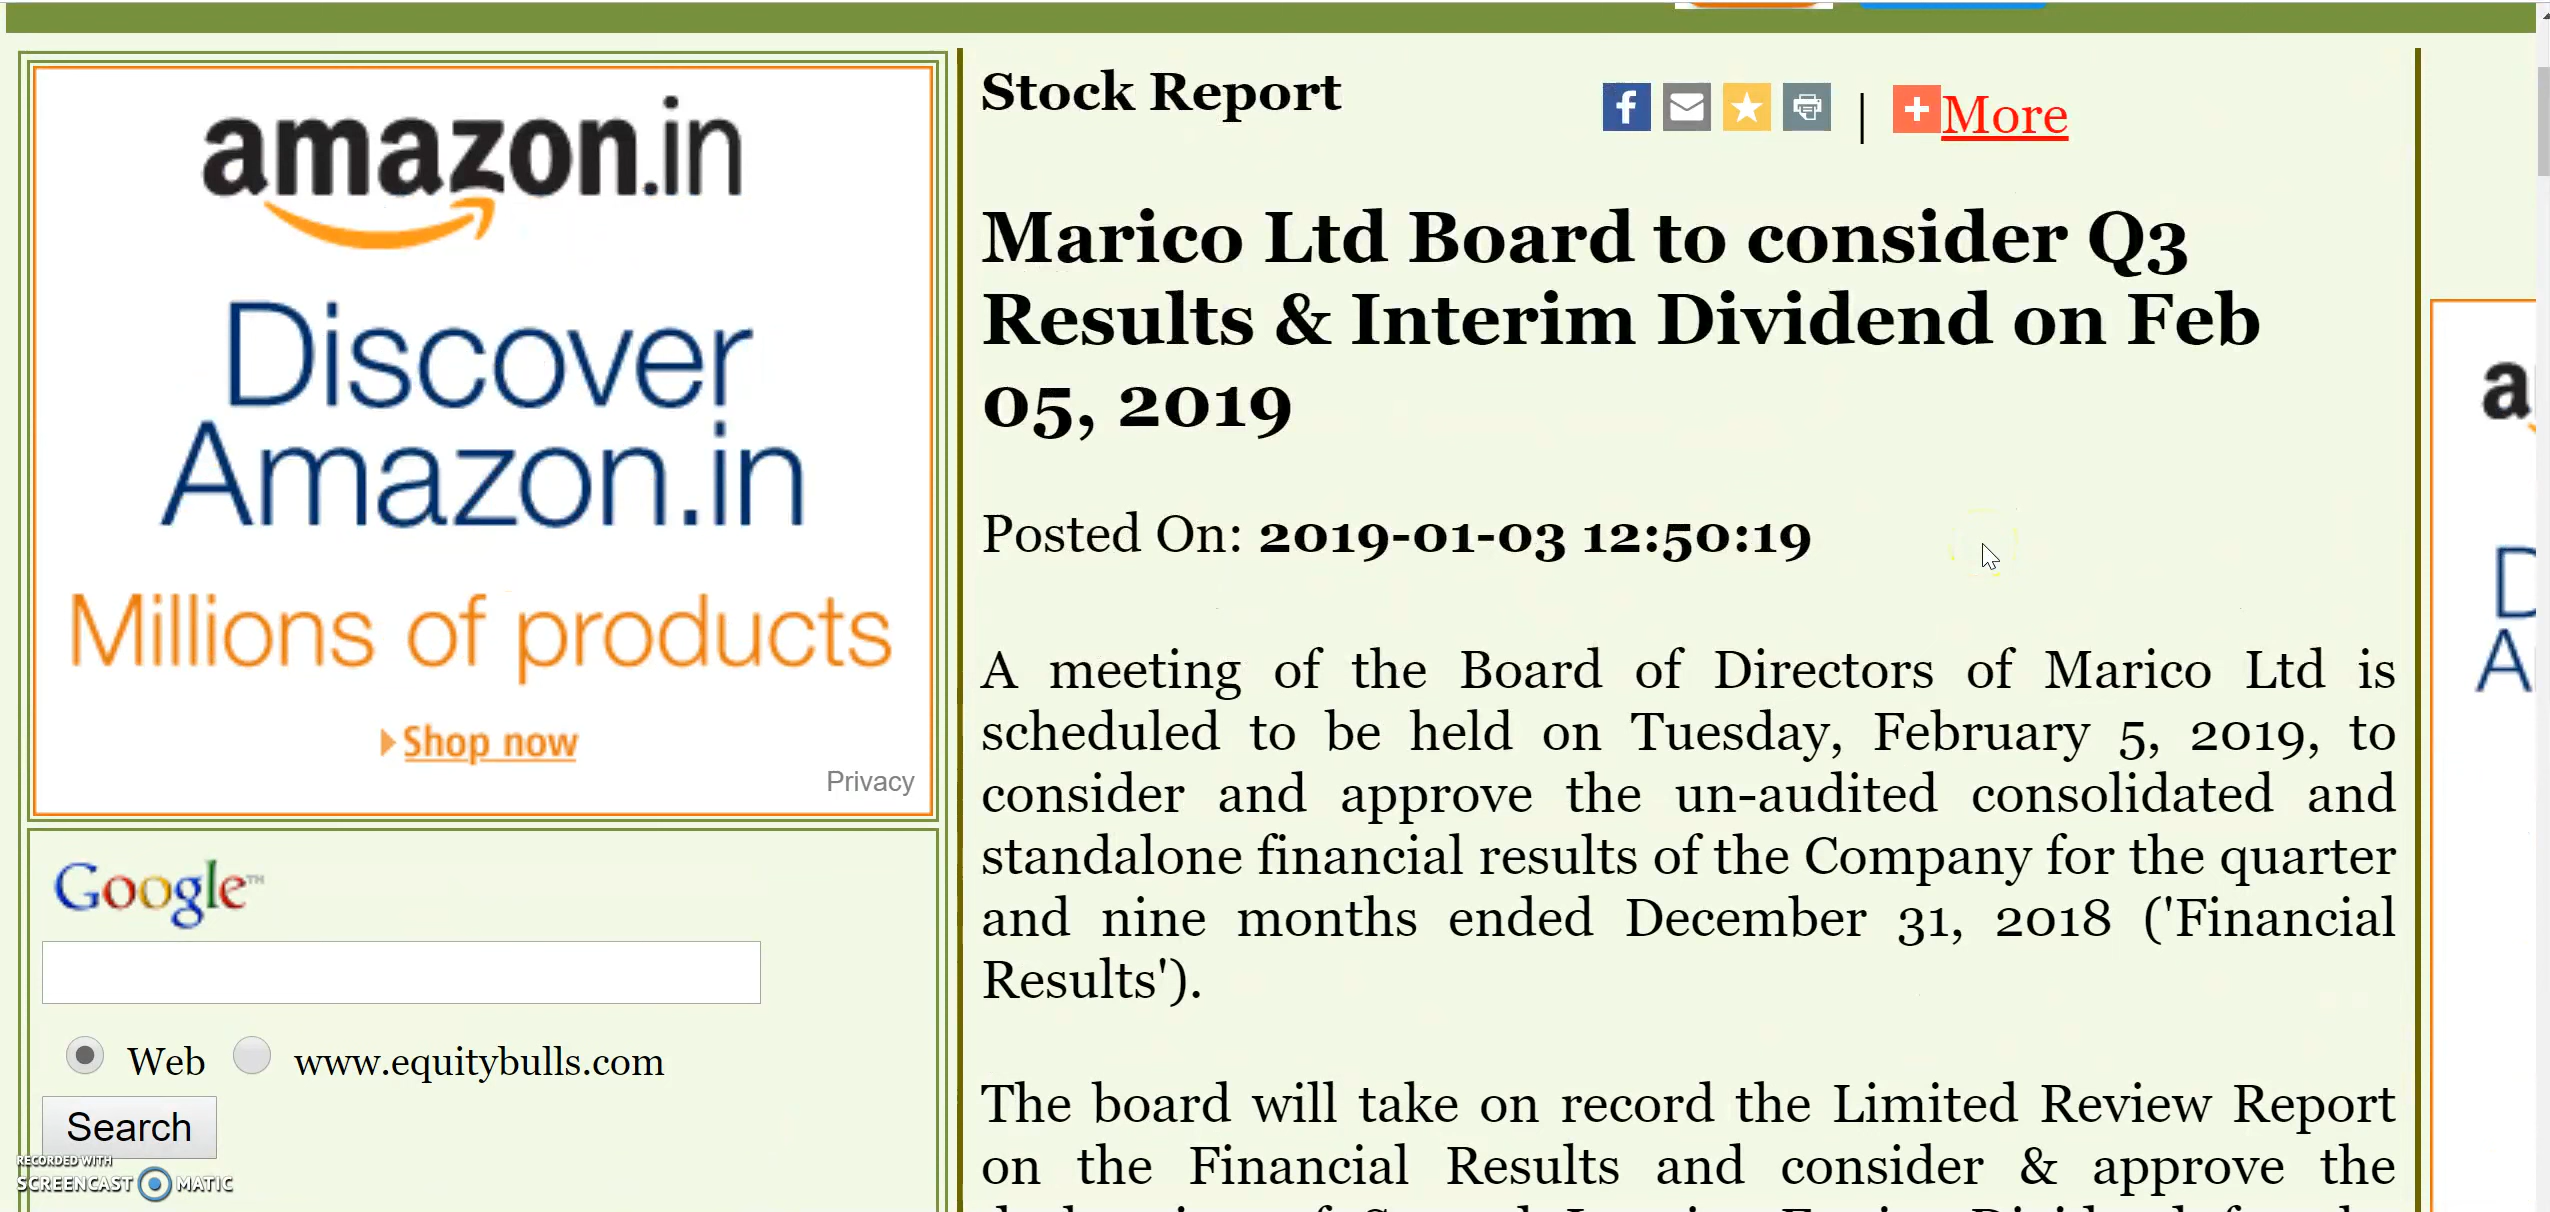 amazon.in
Discover
Amazon.in
Millions of products
Shop now
Privacy
Google™
Web www.equitybulls.com
Search
RECORDED WITH
SCREENCAST MATIC
Stock Report
f | + More
Marico Ltd Board to consider Q3
Results & Interim Dividend on Feb
05, 2019
Posted On: 2019-01-03 12:50:19
A meeting of the Board of Directors of Marico Ltd is
scheduled to be held on Tuesday, February 5, 2019, to
consider and approve the un-audited consolidated and
standalone financial results of the Company for the quarter
and nine months ended December 31, 2018 ('Financial
Results').
The board will take on record the Limited Review Report
on the Financial Results and consider & approve the
a
D
A